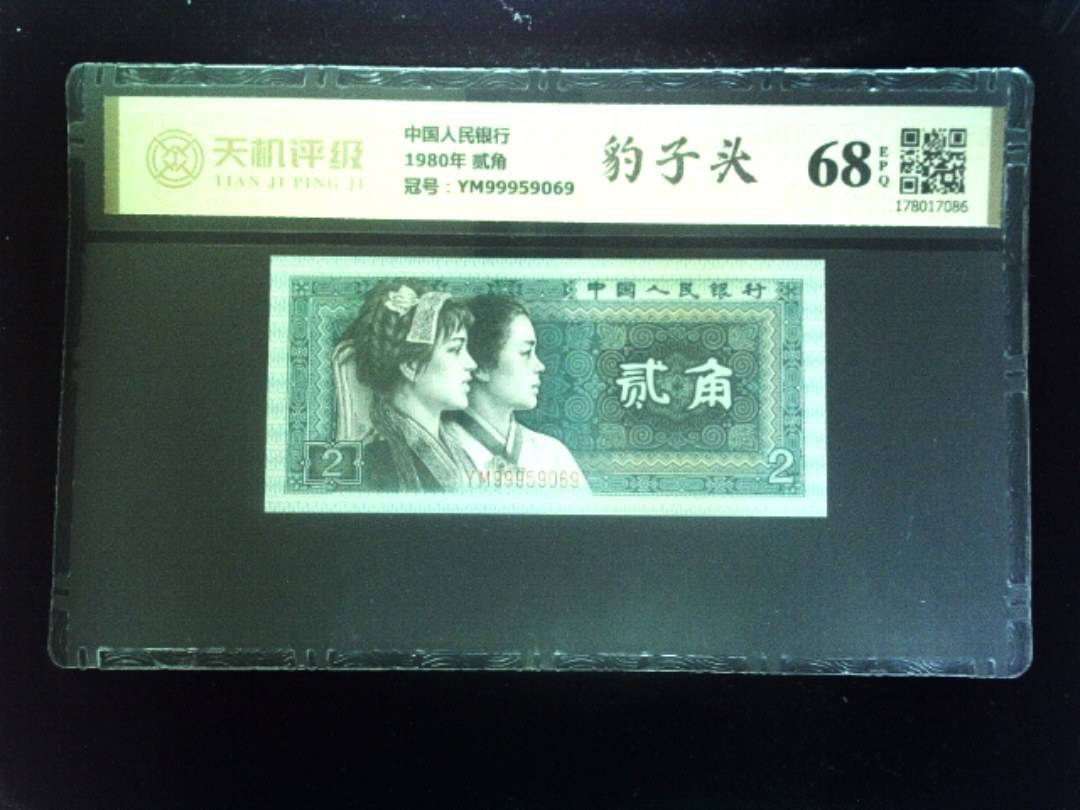 天机评级
TIAN JI PING JI
中国人民银行
1980年 贰角
冠号：YM99959069
豹子头
68
EPQ
178017086
中国人民银行
贰角
2
2
YM99959069